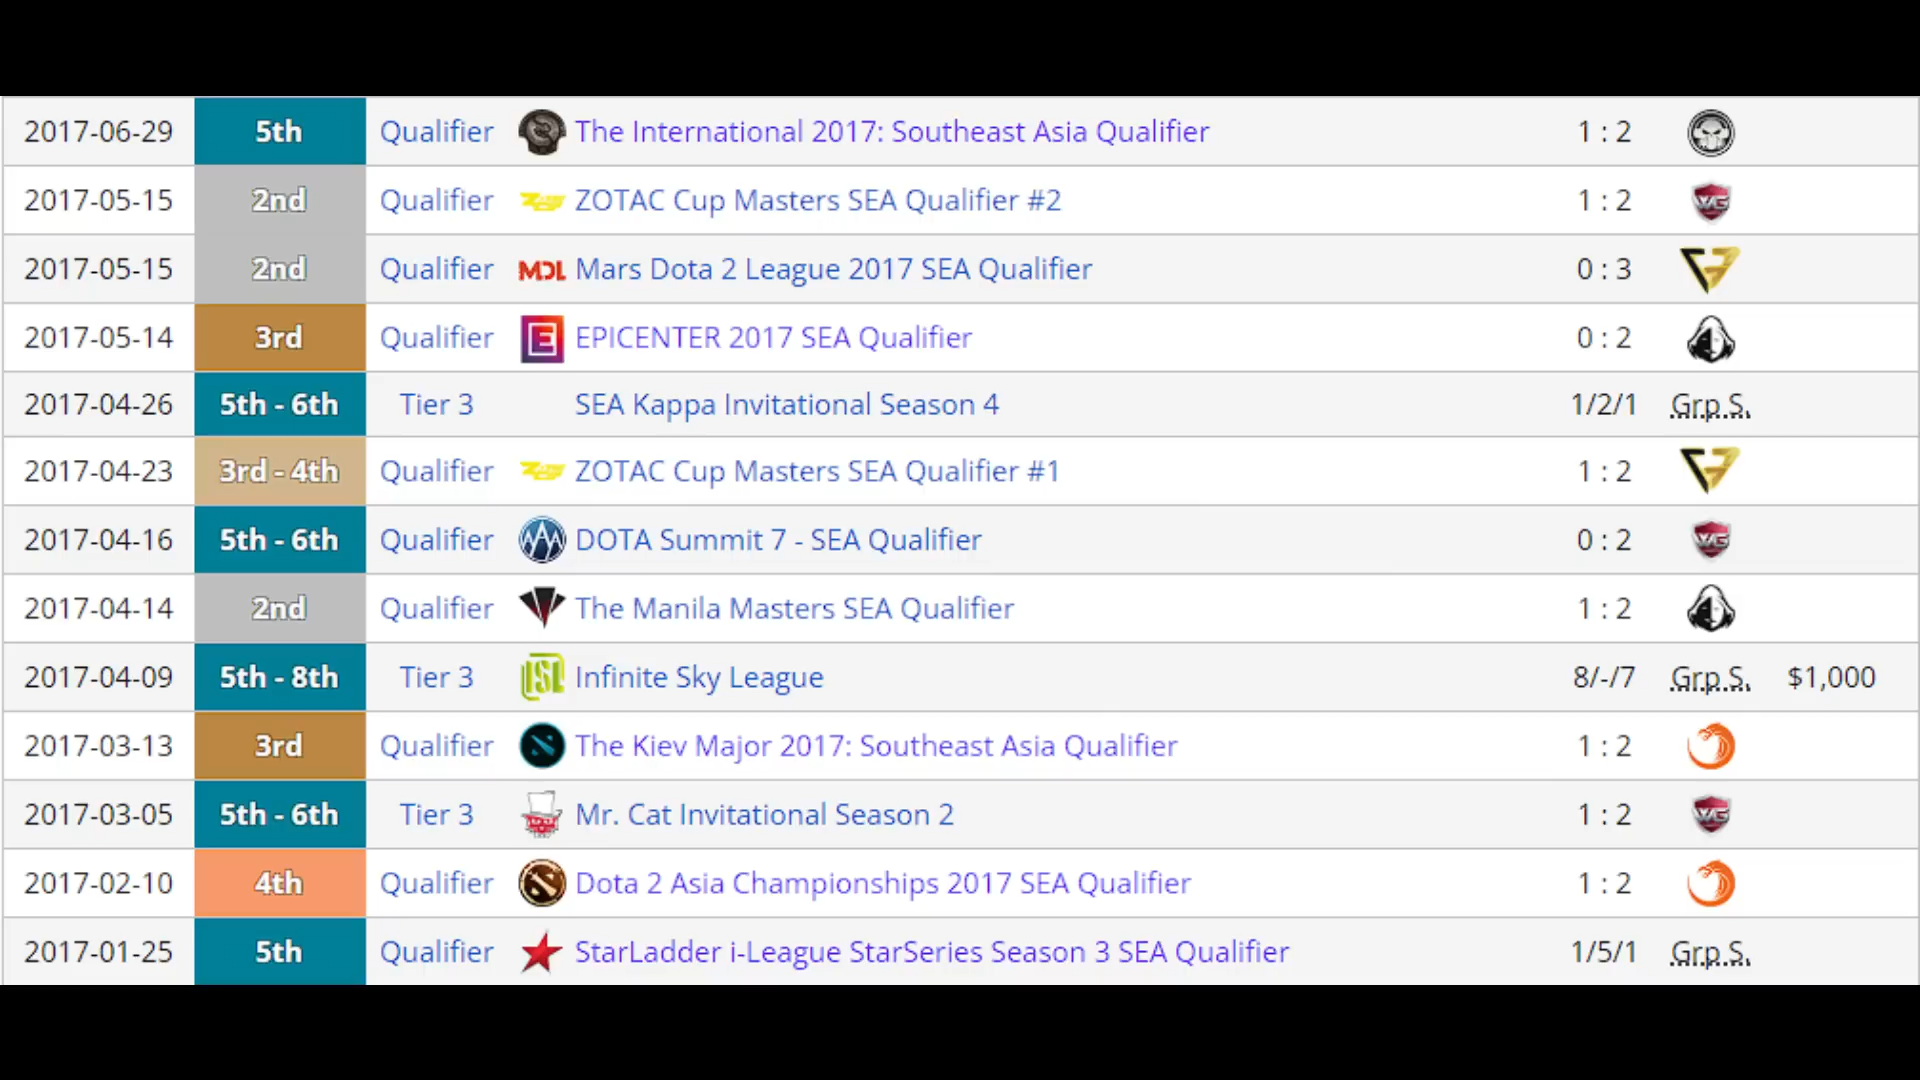 2017-06-29 5th Qualifier The International 2017: Southeast Asia Qualifier 1 : 2
2017-05-15 2nd Qualifier ZOTAC Cup Masters SEA Qualifier #2 1 : 2 WG
2017-05-15 2nd Qualifier MDL Mars Dota 2 League 2017 SEA Qualifier 0 : 3
2017-05-14 3rd Qualifier E EPICENTER 2017 SEA Qualifier 0 : 2
2017-04-26 5th - 6th Tier 3 SEA Kappa Invitational Season 4 1/2/1 Grp S.
2017-04-23 3rd - 4th Qualifier ZOTAC Cup Masters SEA Qualifier #1 1 : 2
2017-04-16 5th - 6th Qualifier DOTA Summit 7 - SEA Qualifier 0 : 2 WG
2017-04-14 2nd Qualifier The Manila Masters SEA Qualifier 1 : 2
2017-04-09 5th - 8th Tier 3 ISL Infinite Sky League 8/-/7 Grp S. $1,000
2017-03-13 3rd Qualifier The Kiev Major 2017: Southeast Asia Qualifier 1 : 2
2017-03-05 5th - 6th Tier 3 Mr. Cat Invitational Season 2 1 : 2 WG
2017-02-10 4th Qualifier Dota 2 Asia Championships 2017 SEA Qualifier 1 : 2
2017-01-25 5th Qualifier StarLadder i-League StarSeries Season 3 SEA Qualifier 1/5/1 Grp S.